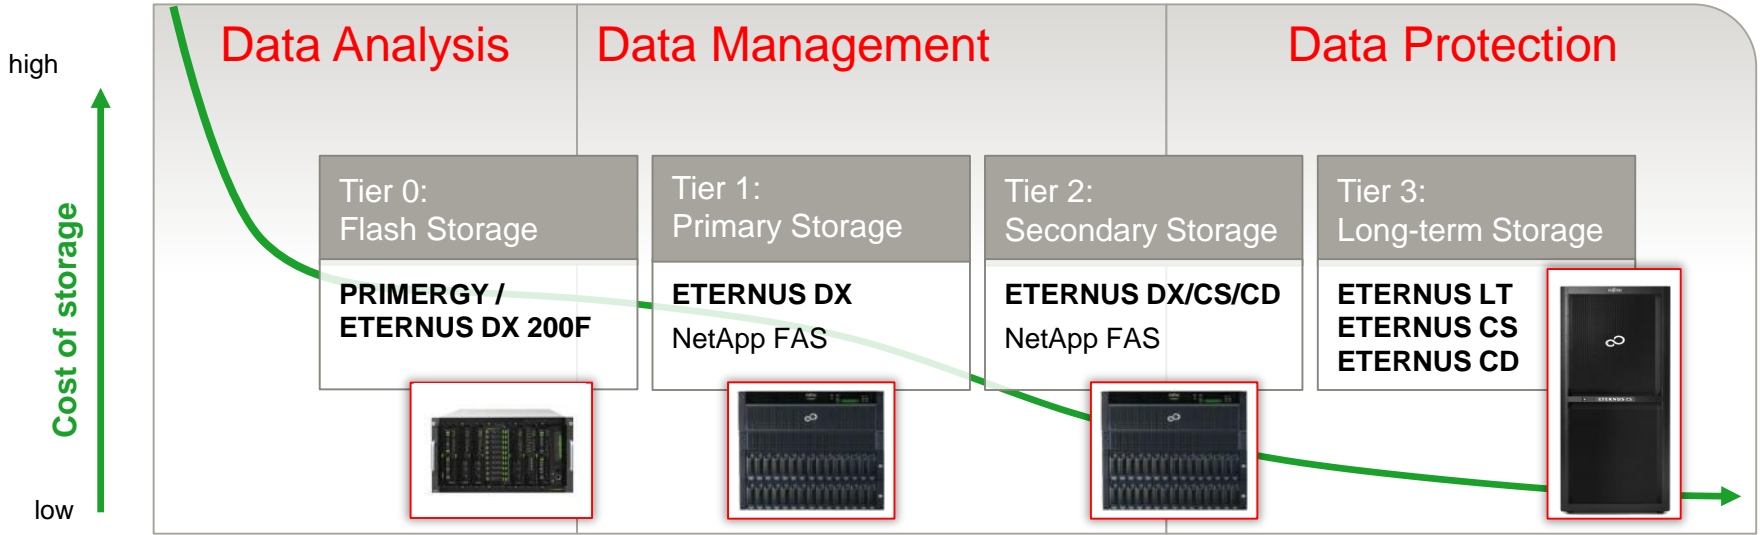 Data Analysis
Data Management
Data Protection
high
Cost of storage
low
Tier 0:
Flash Storage
PRIMERGY /
ETERNUS DX 200F
Tier 1:
Primary Storage
ETERNUS DX
NetApp FAS
Tier 2:
Secondary Storage
ETERNUS DX/CS/CD
NetApp FAS
Tier 3:
Long-term Storage
ETERNUS LT
ETERNUS CS
ETERNUS CD
ETERNUS CS